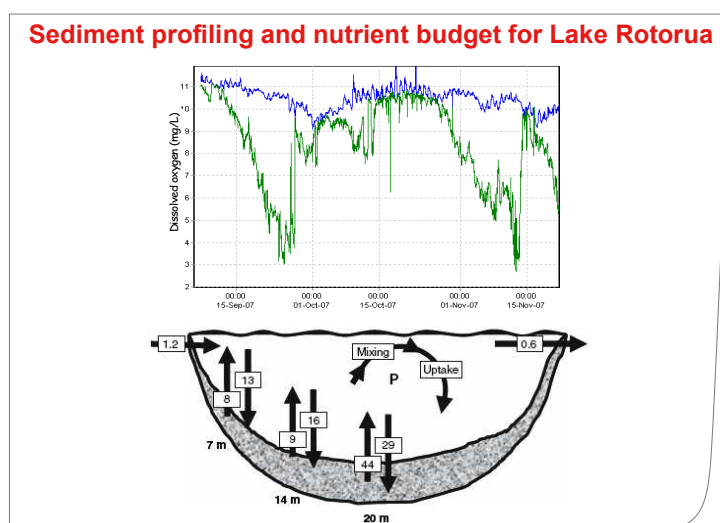 Sediment profiling and nutrient budget for Lake Rotorua
Dissolved oxygen (mg/L)
11
10
9
8
7
6
5
4
3
2
00:00 00:00 00:00 00:00 00:00
15-Sep-07 01-Oct-07 15-Oct-07 01-Nov-07 15-Nov-07
1.2
Mixing
0.6
Uptake
P
13
8
16
9
29
44
7 m
14 m
20 m